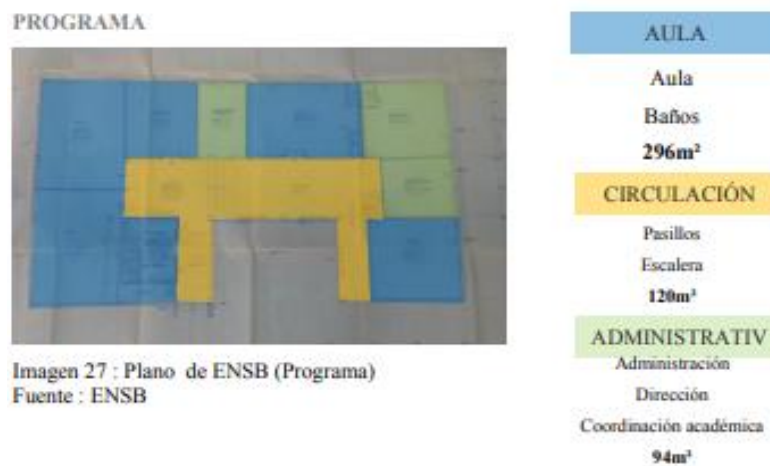 PROGRAMA
Imagen 27 : Plano de ENSB (Programa)
Fuente : ENSB
AULA
Aula
Baños
296m²
CIRCULACIÓN
Pasillos
Escalera
120m²
ADMINISTRATIV
Administración
Dirección
Coordinación académica
94m²